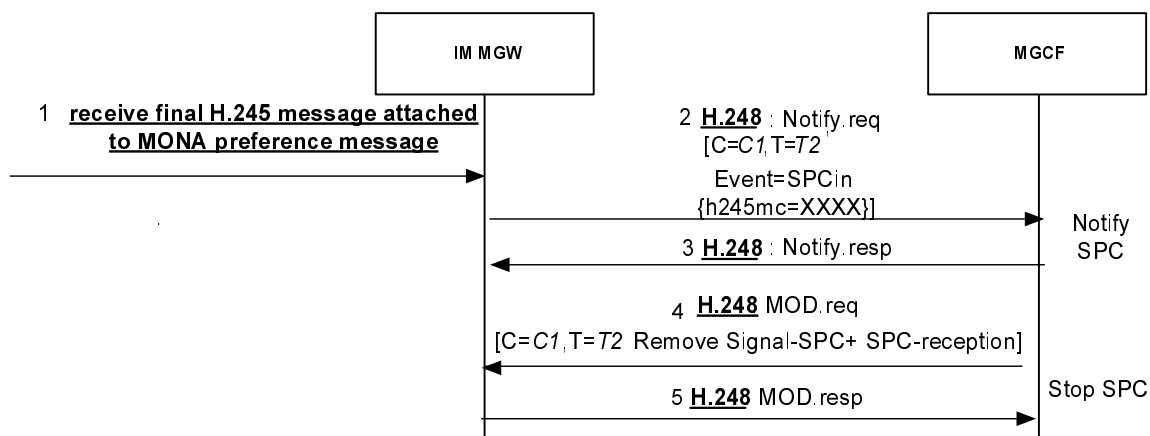 IM MGW
MGCF
1 receive final H.245 message attached
to MONA preference message
2 H.248 : Notify.req
[C=C1,T=T2
Event=SPCin
{h245mc=XXXX}]
Notify
SPC
3 H.248 : Notify.resp
4 H.248 MOD.req
[C=C1,T=T2 Remove Signal-SPC+ SPC-reception]
Stop SPC
5 H.248 MOD.resp